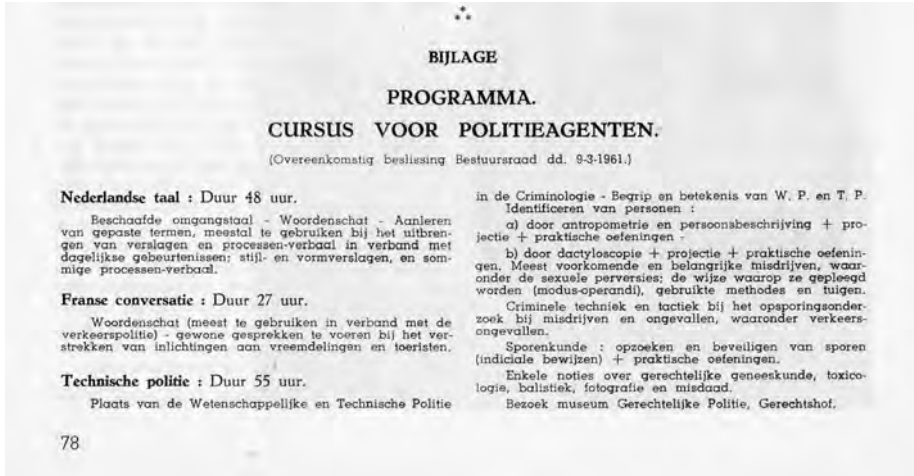 BIJLAGE
PROGRAMMA.
CURSUS VOOR POLITIEAGENTEN.
(Overeenkomstig beslissing Bestuursraad dd. 9-3-1961.)
Nederlandse taal : Duur 48 uur.
Beschaafde omgangstaal - Woordenschat - Aanleren
van gepaste termen, meestal te gebruiken bij het uitbren-
gen van verslagen en processen-verbaal in verband met
dagelijkse gebeurtenissen; stijl- en vormverslagen, en som-
mige processen-verbaal.
Franse conversatie : Duur 27 uur.
Woordenschat (meest te gebruiken in verband met de
verkeerspolitie) - gewone gesprekken te voeren bij het ver-
strekken van inlichtingen aan vreemdelingen en toeristen.
Technische politie : Duur 55 uur.
Plaats van de Wetenschappelijke en Technische Politie
in de Criminologie - Begrip en betekenis van W. P. en T. P.
Identificeren van personen :
a) door antropometrie en persoonsbeschrijving + pro-
jectie + praktische oefeningen -
b) door dactyloscopie + projectie + praktische oefenin-
gen. Meest voorkomende en belangrijke misdrijven, waar-
onder de sexuele perversies; de wijze waarop ze gepleegd
worden (modus-operandi), gebruikte methodes en tuigen.
Criminele techniek en tactiek bij het opsporingsonder-
zoek bij misdrijven en ongevallen, waaronder verkeers-
ongevallen.
Sporenkunde : opzoeken en beveiligen van sporen
(indiciale bewijzen) + praktische oefeningen.
Enkele noties over gerechtelijke geneeskunde, toxico-
logie, balistiek, fotografie en misdaad.
Bezoek museum Gerechtelijke Politie, Gerechtshof.
78